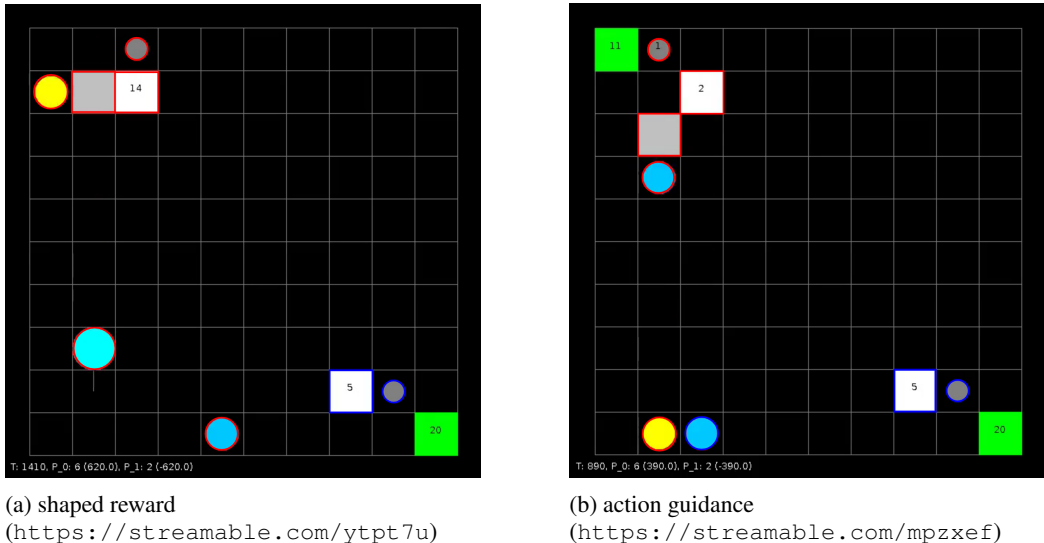 14
5
20
T: 1410, P_0: 6 (620.0), P_1: 2 (-620.0)
(a) shaped reward
(https://streamable.com/ytpt7u)
11
1
2
5
20
T: 890, P_0: 6 (390.0), P_1: 2 (-390.0)
(b) action guidance
(https://streamable.com/mpzxef)